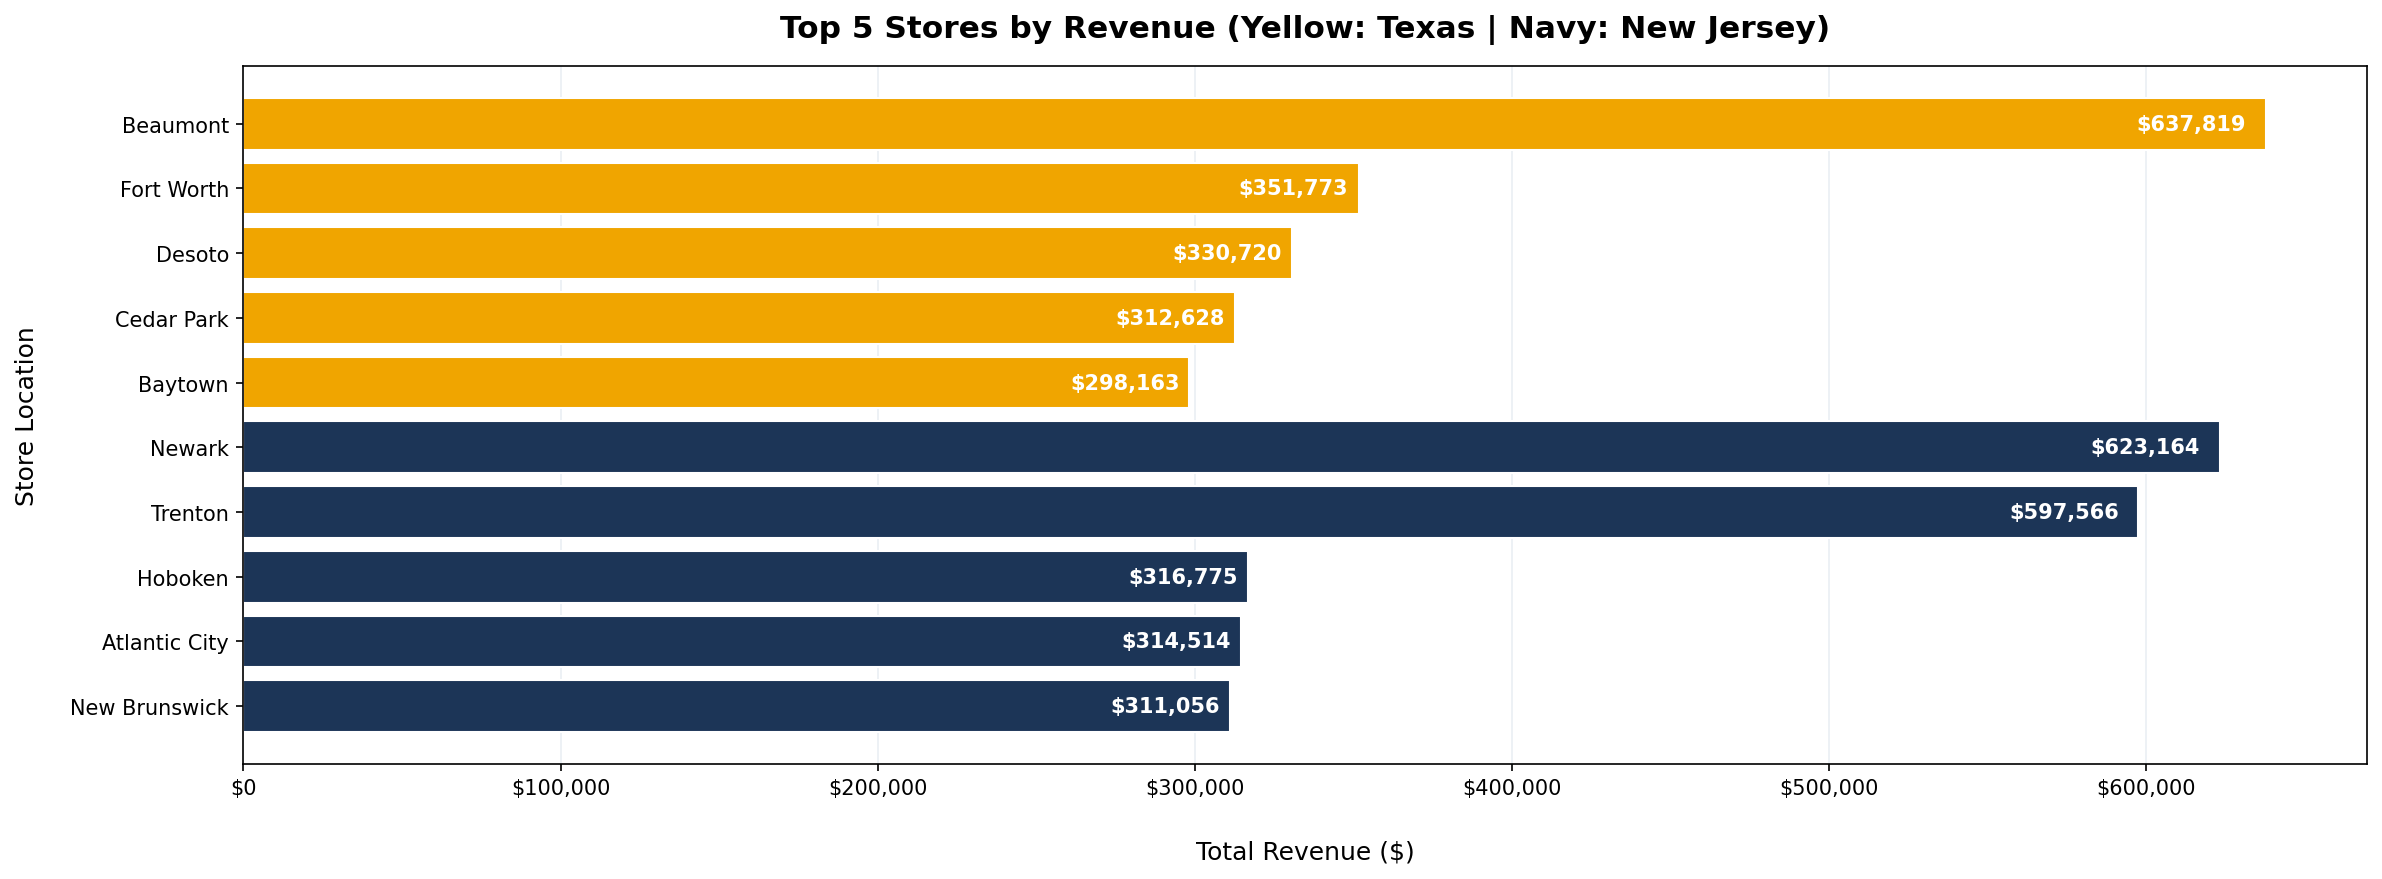 Top 5 Stores by Revenue (Yellow: Texas | Navy: New Jersey)
Store Location
Beaumont $637,819
Fort Worth $351,773
Desoto $330,720
Cedar Park $312,628
Baytown $298,163
Newark $623,164
Trenton $597,566
Hoboken $316,775
Atlantic City $314,514
New Brunswick $311,056
$0 $100,000 $200,000 $300,000 $400,000 $500,000 $600,000
Total Revenue ($)